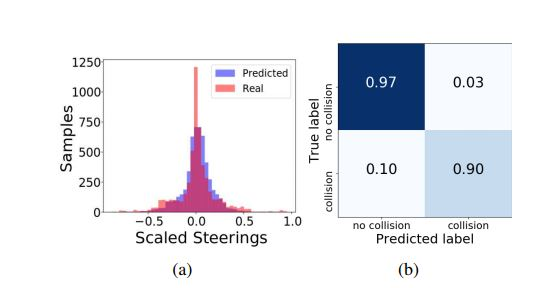 1250
1000
750
500
250
0
Samples
Predicted
Real
−0.5 0.0 0.5 1.0
Scaled Steerings
(a)
True label
no collision
collision
0.97 0.03
0.10 0.90
no collision collision
Predicted label
(b)